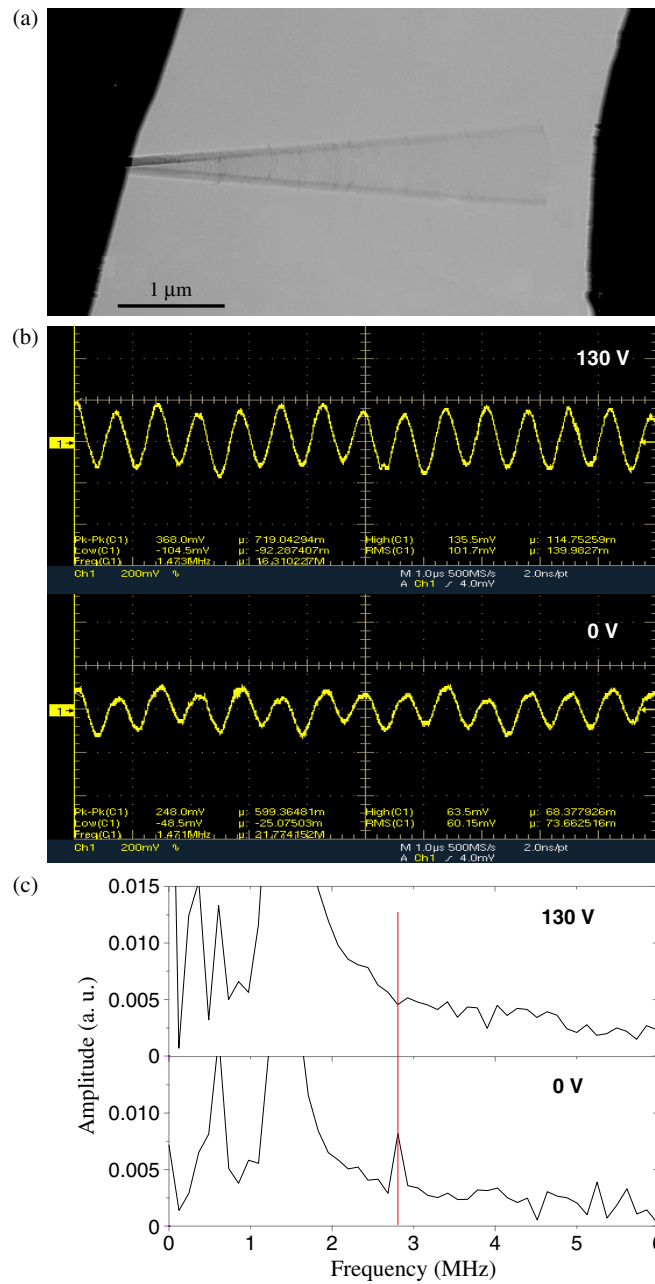 (a)
1 μm
(b)
130 V
1
Pk-Pk(C1) 368.0mV μ: 719.04294m High(C1) 135.5mV μ: 114.75259m
Low(C1) -104.5mV μ: -92.287407m RMS(C1) 101.7mV μ: 139.9827m
Freq(C1) 1.473MHz μ: 16.310227M
Ch1 200mV M 1.0μs 500MS/s 2.0ns/pt
A Ch1 4.0mV
0 V
1
Pk-Pk(C1) 248.0mV μ: 599.36481m High(C1) 63.5mV μ: 68.377926m
Low(C1) -48.5mV μ: -25.07503m RMS(C1) 60.15mV μ: 73.662516m
Freq(C1) 1.471MHz μ: 21.774152M
Ch1 200mV M 1.0μs 500MS/s 2.0ns/pt
A Ch1 4.0mV
(c)
0.015
130 V
0.010
0.005
0
0 V
0.010
0.005
0
Amplitude (a. u.)
0 1 2 3 4 5 6
Frequency (MHz)